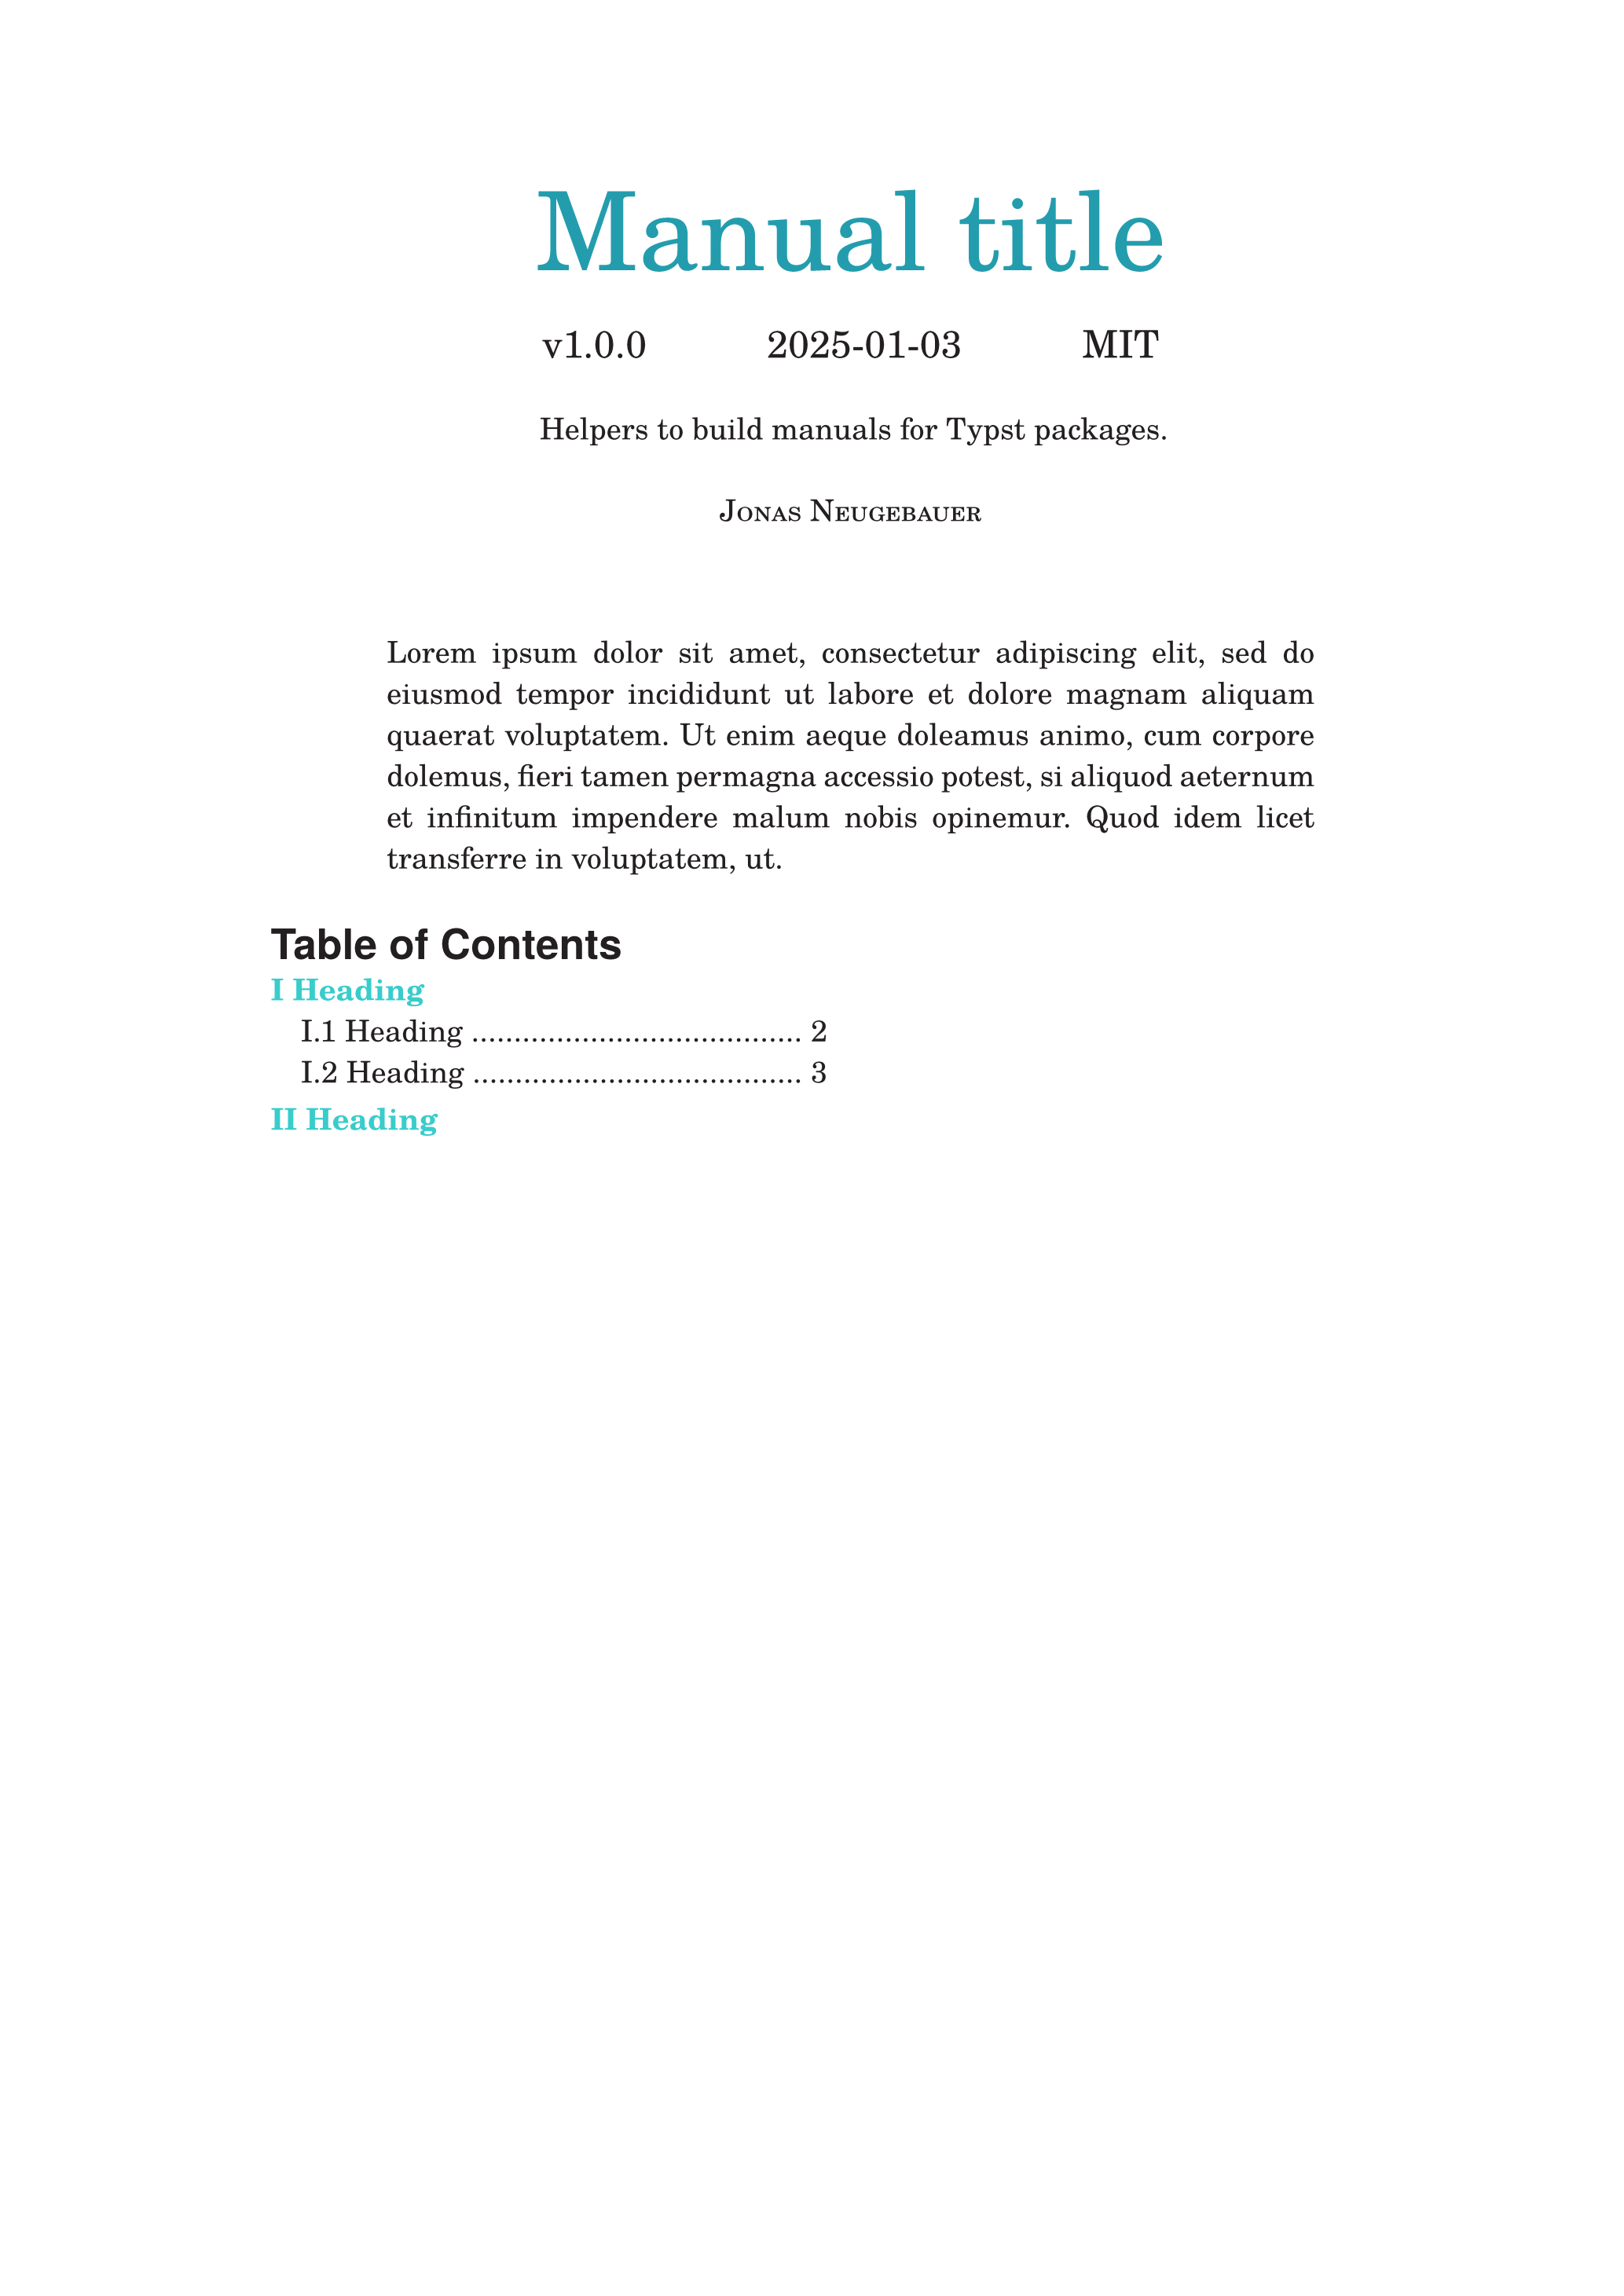 Manual title
v1.0.0 2025-01-03 MIT
Helpers to build manuals for Typst packages.
Jonas Neugebauer
Lorem ipsum dolor sit amet, consectetur adipiscing elit, sed do
eiusmod tempor incididunt ut labore et dolore magnam aliquam
quaerat voluptatem. Ut enim aeque doleamus animo, cum corpore
dolemus, fieri tamen permagna accessio potest, si aliquod aeternum
et infinitum impendere malum nobis opinemur. Quod idem licet
transferre in voluptatem, ut.
Table of Contents
I Heading
I.1 Heading ....................................... 2
I.2 Heading ....................................... 3
II Heading